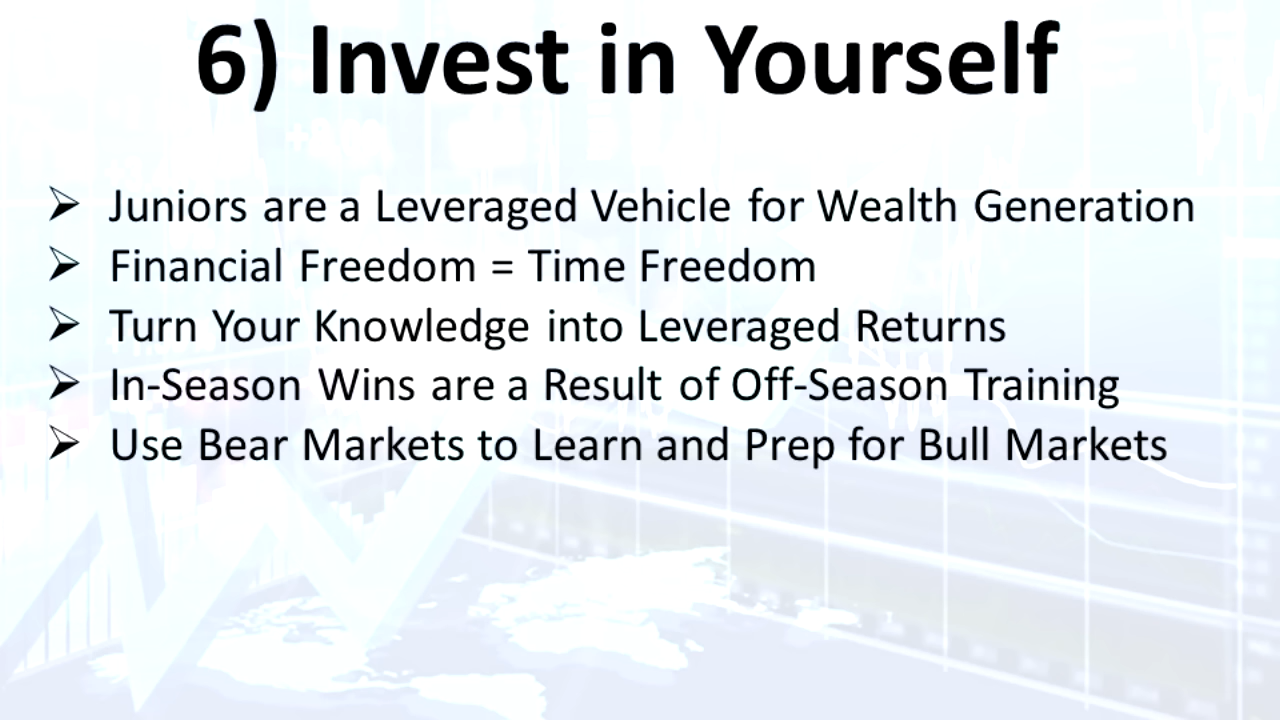 6) Invest in Yourself
➢ Juniors are a Leveraged Vehicle for Wealth Generation
➢ Financial Freedom = Time Freedom
➢ Turn Your Knowledge into Leveraged Returns
➢ In-Season Wins are a Result of Off-Season Training
➢ Use Bear Markets to Learn and Prep for Bull Markets